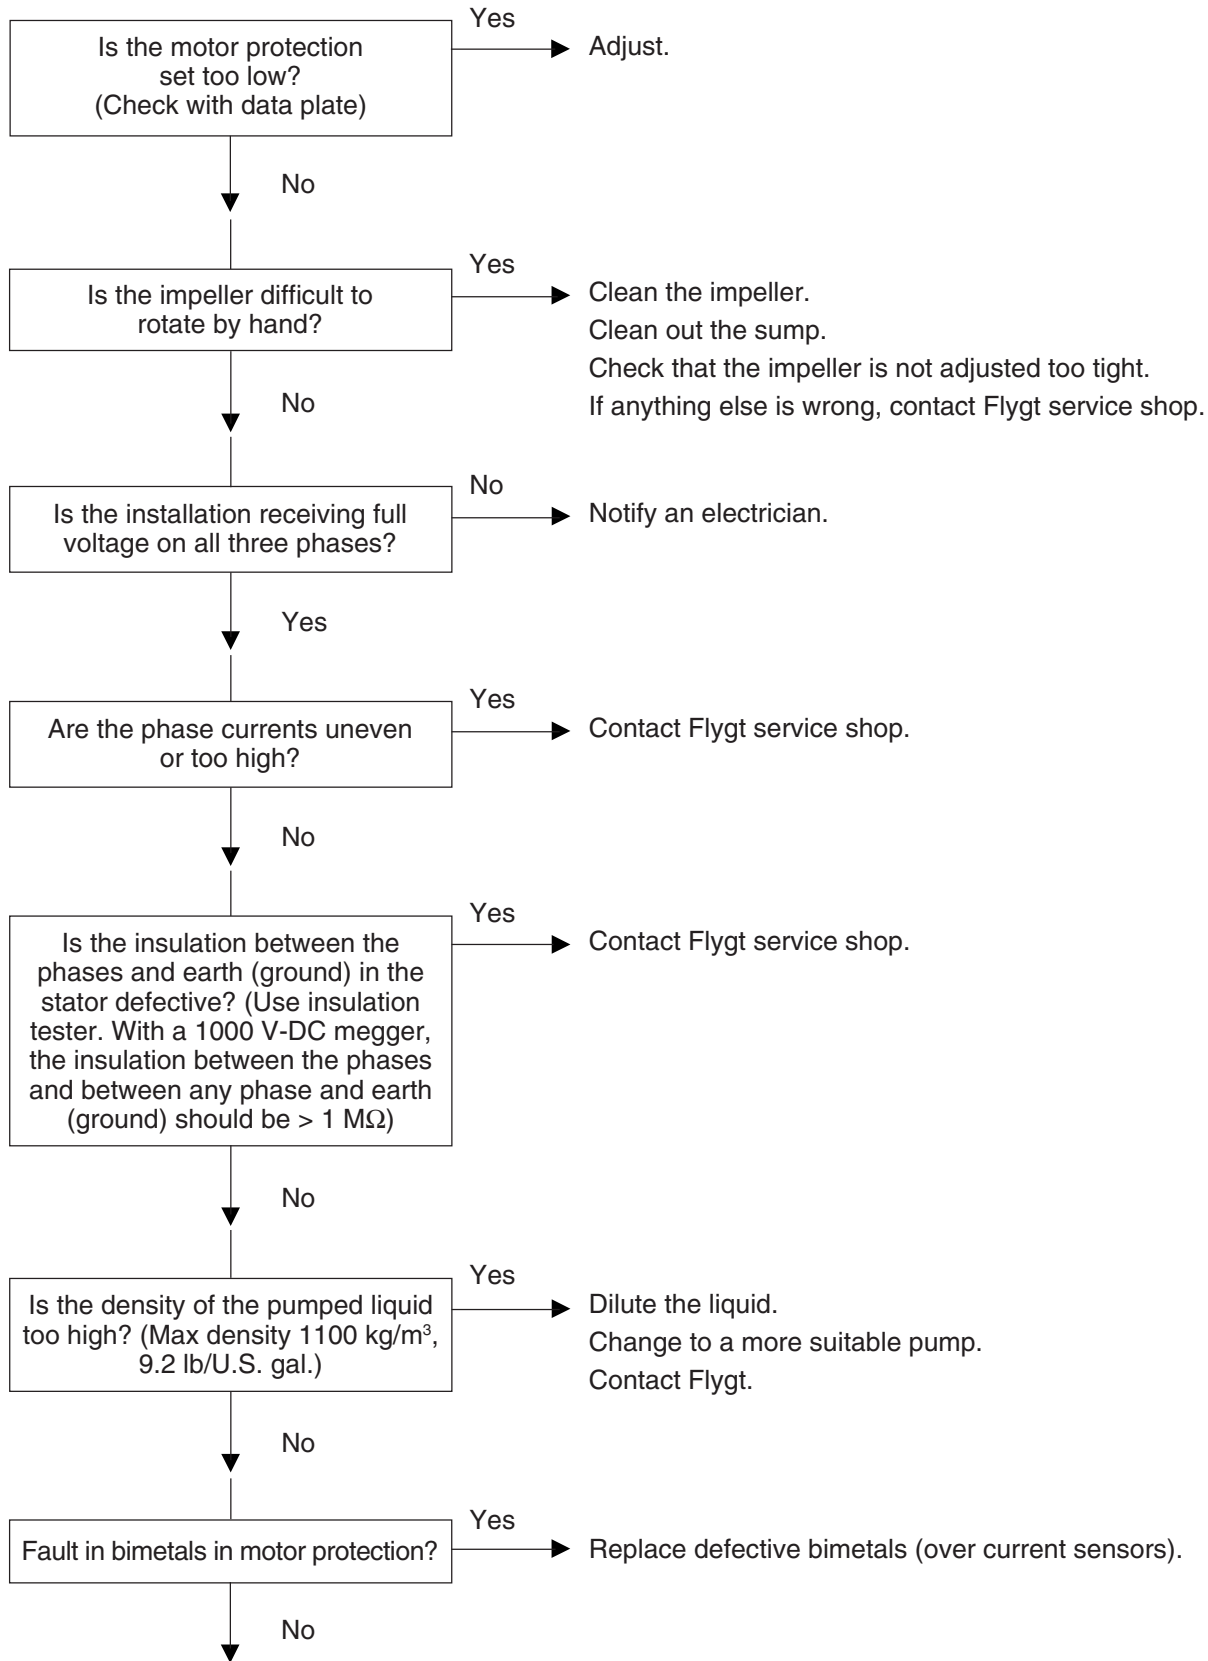 Yes
Is the motor protection
set too low?
(Check with data plate)
Adjust.
No
Yes
Is the impeller difficult to
rotate by hand?
Clean the impeller.
Clean out the sump.
Check that the impeller is not adjusted too tight.
If anything else is wrong, contact Flygt service shop.
No
No
Is the installation receiving full
voltage on all three phases?
Notify an electrician.
Yes
Yes
Are the phase currents uneven
or too high?
Contact Flygt service shop.
No
Yes
Is the insulation between the
phases and earth (ground) in the
stator defective? (Use insulation
tester. With a 1000 V-DC megger,
the insulation between the phases
and between any phase and earth
(ground) should be > 1 MΩ)
Contact Flygt service shop.
No
Yes
Is the density of the pumped liquid
too high? (Max density 1100 kg/m³,
9.2 lb/U.S. gal.)
Dilute the liquid.
Change to a more suitable pump.
Contact Flygt.
No
Yes
Fault in bimetals in motor protection?
Replace defective bimetals (over current sensors).
No